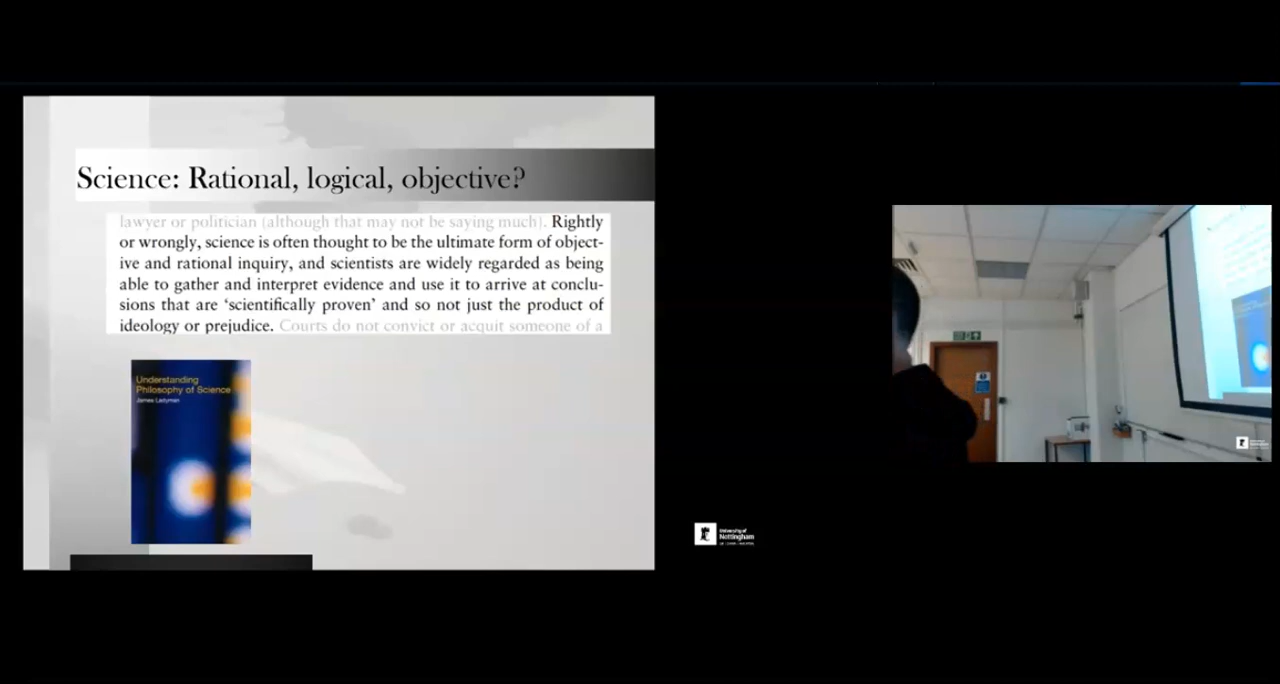 Science: Rational, logical, objective?
lawyer or politician (although that may not be saying much). Rightly
or wrongly, science is often thought to be the ultimate form of object-
ive and rational inquiry, and scientists are widely regarded as being
able to gather and interpret evidence and use it to arrive at conclu-
sions that are ‘scientifically proven’ and so not just the product of
ideology or prejudice. Courts do not convict or acquit someone of a
Understanding
Philosophy of Science
James Ladyman
University of
Nottingham